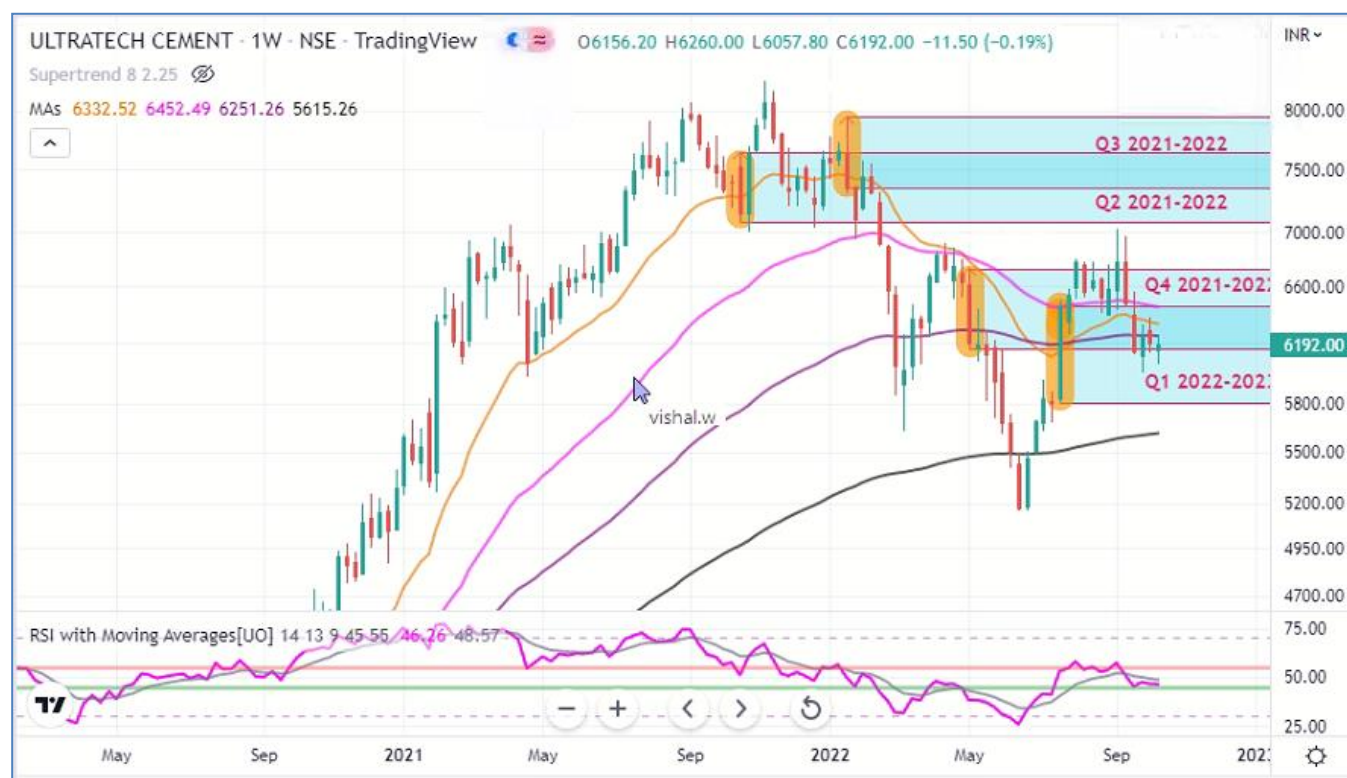 ULTRATECH CEMENT · 1W · NSE · TradingView O6156.20 H6260.00 L6057.80 C6192.00 −11.50 (−0.19%)
INR
Supertrend 8 2.25
MAs 6332.52 6452.49 6251.26 5615.26
8000.00
Q3 2021-2022
7500.00
Q2 2021-2022
7000.00
6600.00
Q4 2021-202
6192.00
Q1 2022-202
5800.00
vishal.w
5500.00
5200.00
4950.00
4700.00
RSI with Moving Averages[UO] 14 13 9 45 55 46.26 48.57
75.00
50.00
25.00
May Sep 2021 May Sep 2022 May Sep